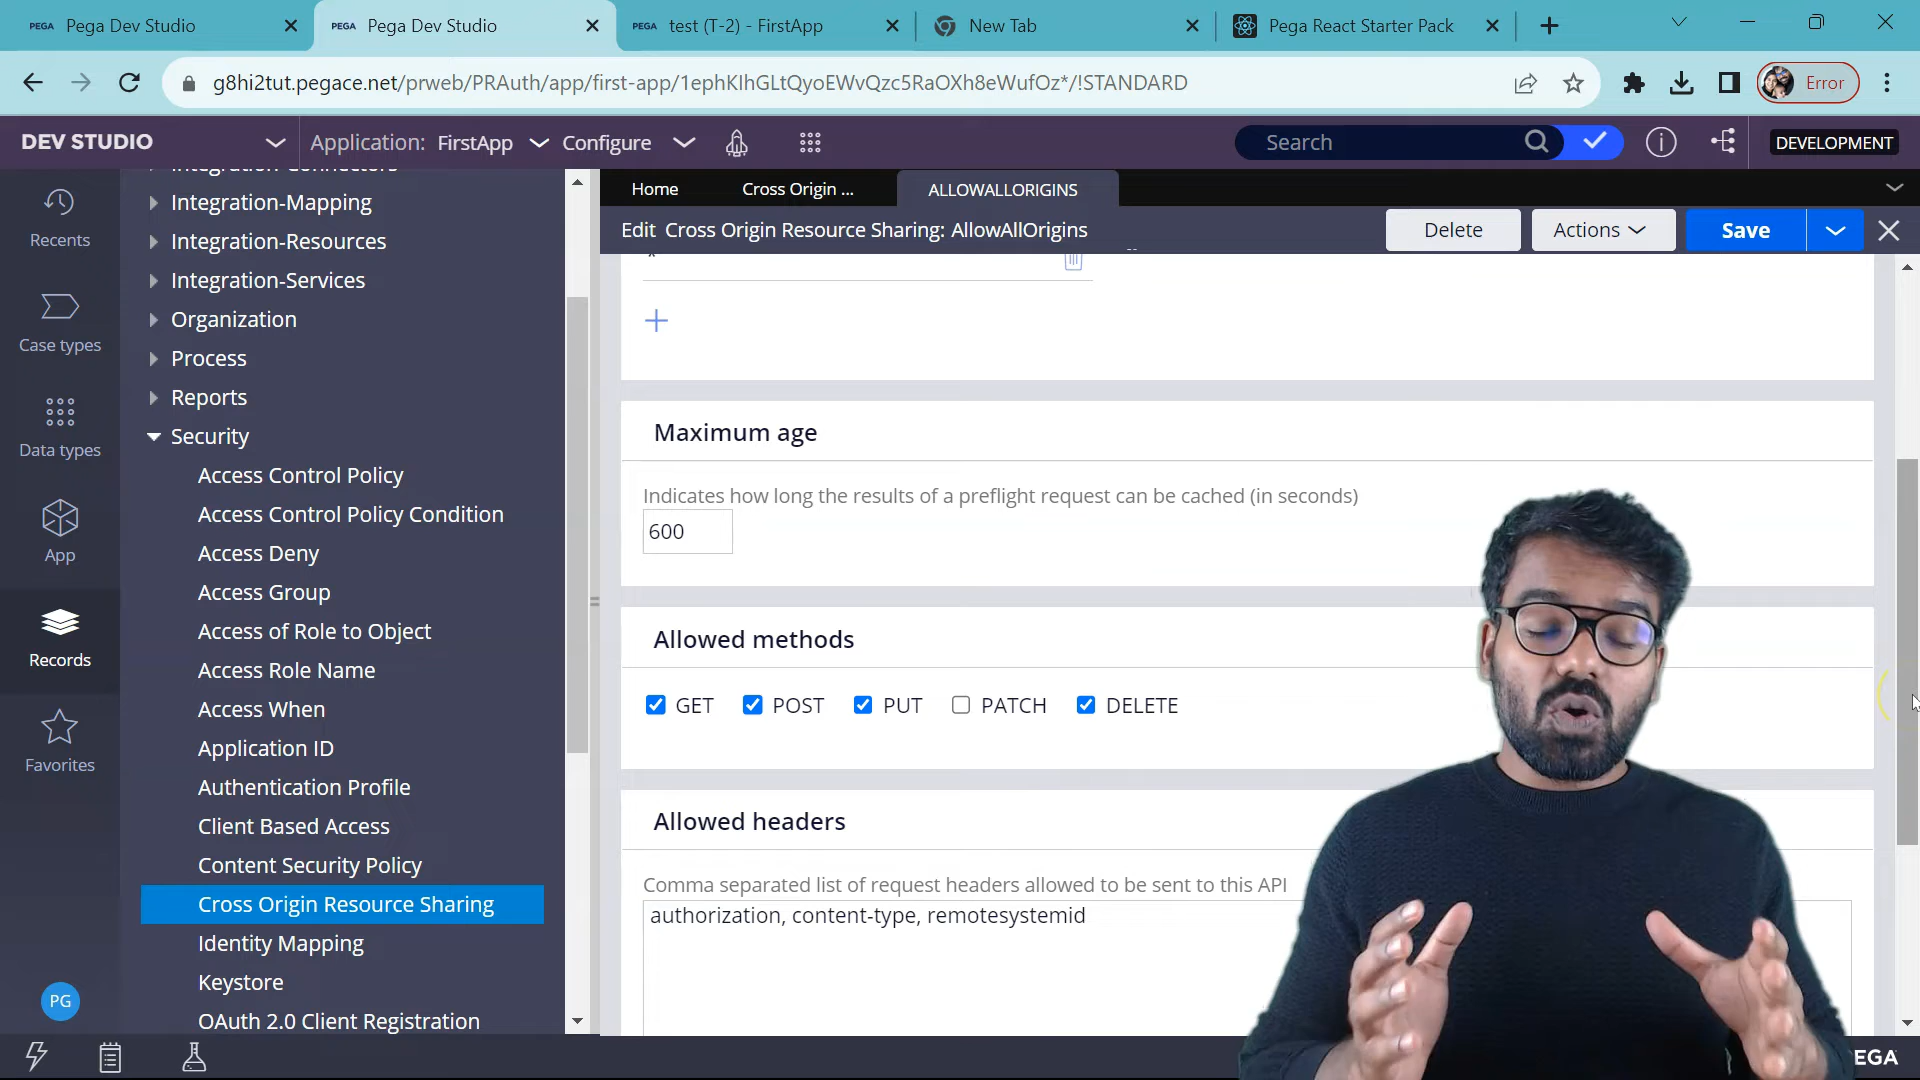 PEGA Pega Dev Studio
PEGA Pega Dev Studio
PEGA test (T-2) - FirstApp
New Tab
Pega React Starter Pack
g8hi2tut.pegace.net/prweb/PRAuth/app/first-app/1ephKlhGLtQyoEWvQzc5RaOXh8eWufOz*/!STANDARD
Error
DEV STUDIO
Application: FirstApp
Configure
Search
DEVELOPMENT
Recents
Case types
Data types
App
Records
Favorites
PG
Integration-Connectors
Integration-Mapping
Integration-Resources
Integration-Services
Organization
Process
Reports
Security
Access Control Policy
Access Control Policy Condition
Access Deny
Access Group
Access of Role to Object
Access Role Name
Access When
Application ID
Authentication Profile
Client Based Access
Content Security Policy
Cross Origin Resource Sharing
Identity Mapping
Keystore
OAuth 2.0 Client Registration
Home
Cross Origin ...
ALLOWALLORIGINS
Edit Cross Origin Resource Sharing: AllowAllOrigins
Delete
Actions
Save
*
Maximum age
Indicates how long the results of a preflight request can be cached (in seconds)
600
Allowed methods
GET POST PUT PATCH DELETE
Allowed headers
Comma separated list of request headers allowed to be sent to this API
authorization, content-type, remotesystemid
EGA